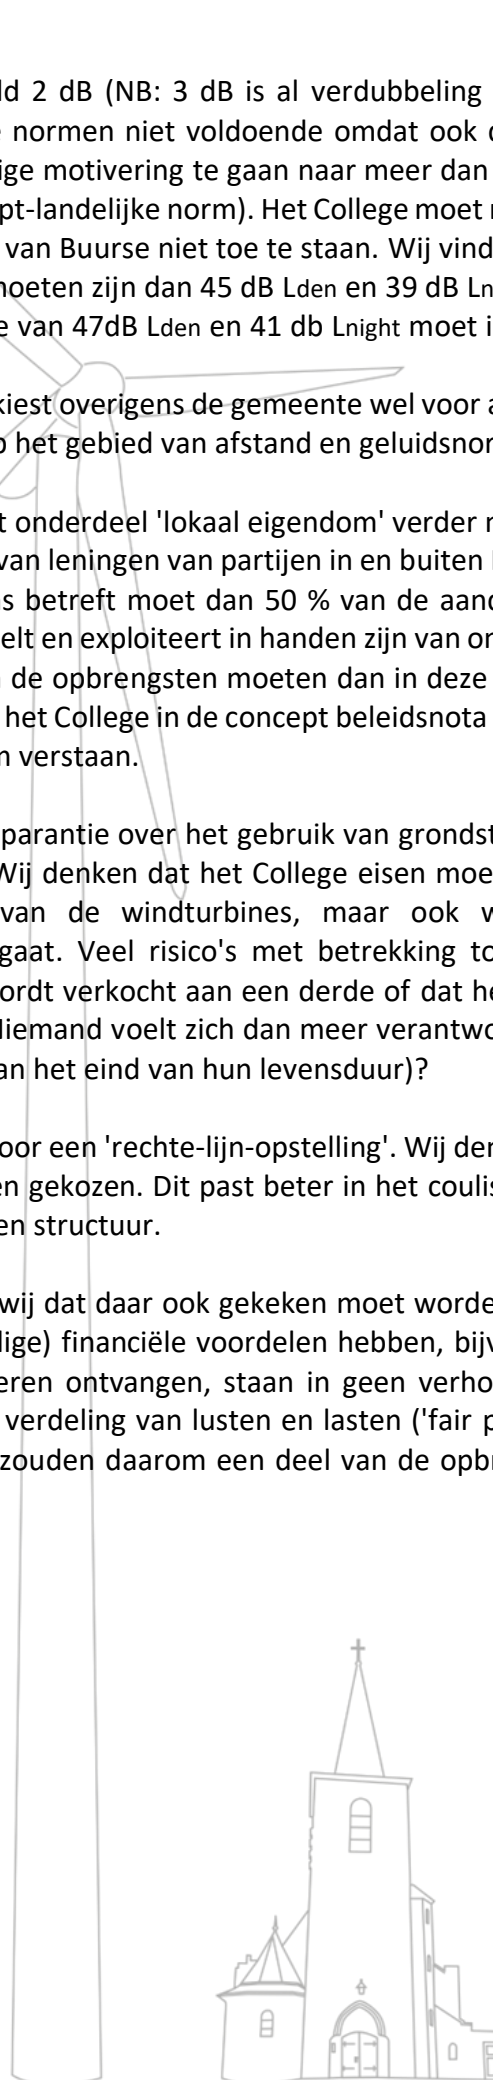 ld 2 dB (NB: 3 dB is al verdubbeling
e normen niet voldoende omdat ook
ige motivering te gaan naar meer dan
pt-landelijke norm). Het College moet
van Buurse niet toe te staan. Wij vind
moeten zijn dan 45 dB Lden en 39 dB Ln
e van 47dB Lden en 41 db Lnight moet i
kiest overigens de gemeente wel voor a
p het gebied van afstand en geluidsnor
t onderdeel 'lokaal eigendom' verder
van leningen van partijen in en buiten
s betreft moet dan 50 % van de aand
elt en exploiteert in handen zijn van on
de opbrengsten moeten dan in deze
het College in de concept beleidsnota
n verstaan.
parantie over het gebruik van grondst
Wij denken dat het College eisen moe
van de windturbines, maar ook w
gaat. Veel risico's met betrekking to
ordt verkocht aan een derde of dat he
Niemand voelt zich dan meer verantwo
an het eind van hun levensduur)?
oor een 'rechte-lijn-opstelling'. Wij den
en gekozen. Dit past beter in het coulis
en structuur.
wij dat daar ook gekeken moet worde
dige) financiële voordelen hebben, bijv
eren ontvangen, staan in geen verho
verdeling van lusten en lasten ('fair p
zouden daarom een deel van de opbr